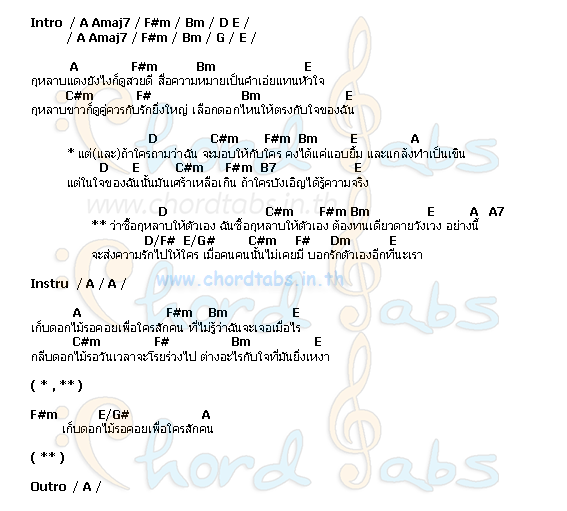 Intro / A Amaj7 / F#m / Bm / D E /
/ A Amaj7 / F#m / Bm / G / E /
A F#m Bm E
กุหลาบแดงยังไงก็ดูสวยดี สื่อความหมายเป็นคำเอ่ยแทนหัวใจ
C#m F# Bm E
กุหลาบขาวก็ดูคู่ควรกับรักยิ่งใหญ่ เลือกดอกไหนให้ตรงกับใจของฉัน
D C#m F#m Bm E A
* แต่(และ)ถ้าใครถามว่าฉัน จะมอบให้กับใคร คงได้แค่แอบยิ้ม และแกล้งทำเป็นเขิน
D E C#m F#m B7 E
แต่ในใจของฉันนั้นมันเศร้าเหลือเกิน ถ้าใครบังเอิญได้รู้ความจริง
www.chordtabs.in.th
D C#m F#m Bm E A A7
** ว่าซื้อกุหลาบให้ตัวเอง ฉันซื้อกุหลาบให้ตัวเอง ต้องทนเดียวดายวังเวง อย่างนี้
D/F# E/G# C#m F# Dm E
จะส่งความรักไปให้ใคร เมื่อคนคนนั้นไม่เคยมี บอกรักตัวเองอีกทีนะเรา
www.chordtabs.in.th
Instru / A / A /
A F#m Bm E
เก็บดอกไม้รอคอยเพื่อใครสักคน ที่ไม่รู้ว่าฉันจะเจอเมื่อไร
C#m F# Bm E
กลีบดอกไม้รอวันเวลาจะโรยร่วงไป ต่างอะไรกับใจที่มันยิ่งเหงา
( * , ** )
F#m E/G# A
เก็บดอกไม้รอคอยเพื่อใครสักคน
( ** )
Outro / A /
Chord Tabs
Chord Tabs